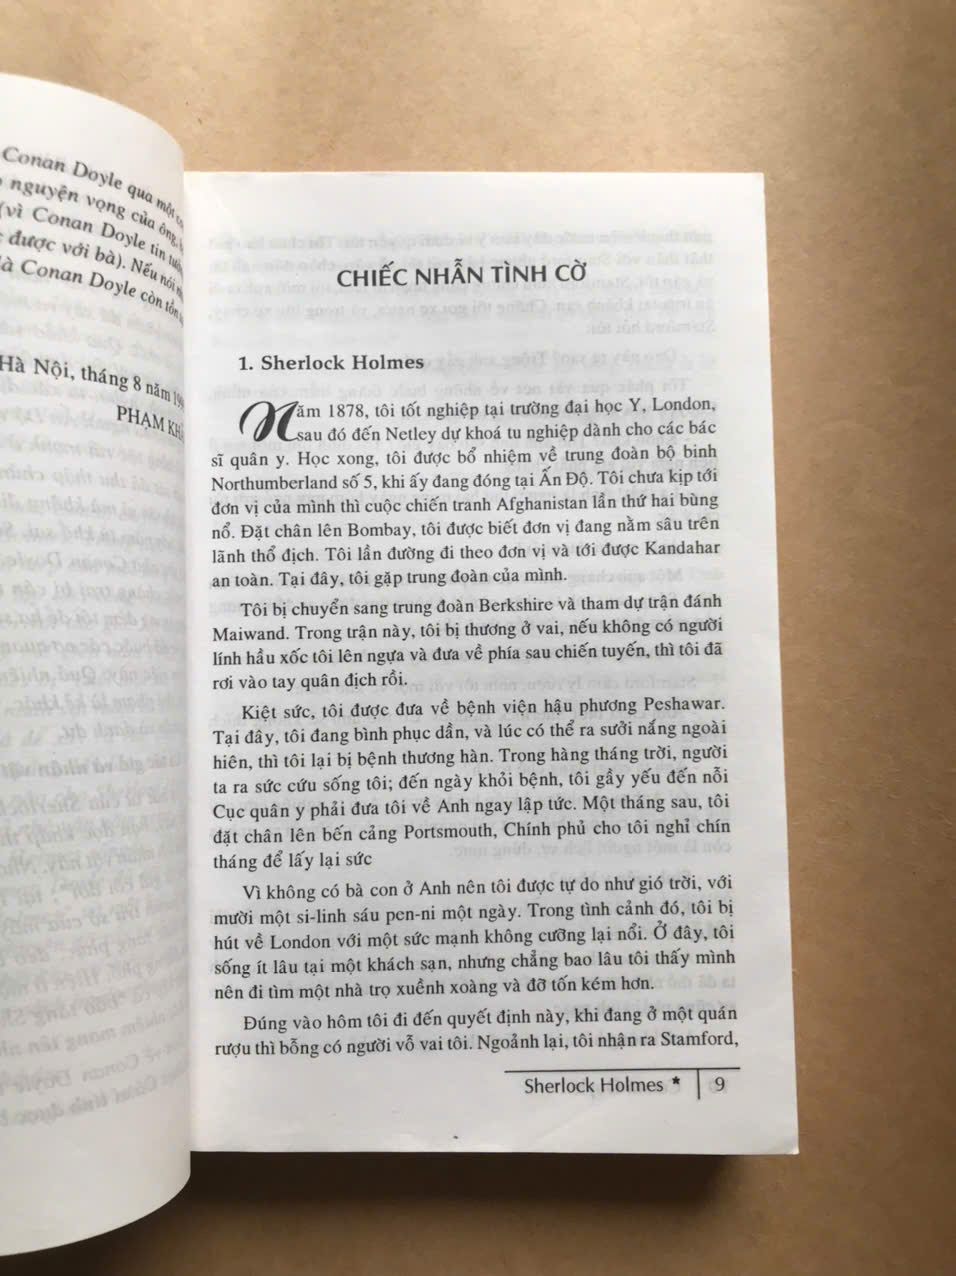 Conan Doyle qua một
nguyện vọng của ông,
(vì Conan Doyle tin
được với bà). Nếu nói
là Conan Doyle còn tồn
Hà Nội, tháng 8 năm
PHẠM
CHIẾC NHẪN TÌNH CỜ
1. Sherlock Holmes
Năm 1878, tôi tốt nghiệp tại trường đại học Y, London,
sau đó đến Netley dự khoá tu nghiệp dành cho các bác
sĩ quân y. Học xong, tôi được bổ nhiệm về trung đoàn bộ binh
Northumberland số 5, khi ấy đang đóng tại Ấn Độ. Tôi chưa kịp tới
đơn vị của mình thì cuộc chiến tranh Afghanistan lần thứ hai bùng
nổ. Đặt chân lên Bombay, tôi được biết đơn vị đang nằm sâu trên
lãnh thổ địch. Tôi lần đường đi theo đơn vị và tới được Kandahar
an toàn. Tại đây, tôi gặp trung đoàn của mình.
Tôi bị chuyển sang trung đoàn Berkshire và tham dự trận đánh
Maiwand. Trong trận này, tôi bị thương ở vai, nếu không có người
lính hầu xốc tôi lên ngựa và đưa về phía sau chiến tuyến, thì tôi đã
rơi vào tay quân địch rồi.
Kiệt sức, tôi được đưa về bệnh viện hậu phương Peshawar.
Tại đây, tôi đang bình phục dần, và lúc có thể ra sưởi nắng ngoài
hiên, thì tôi lại bị bệnh thương hàn. Trong hàng tháng trời, người
ta ra sức cứu sống tôi; đến ngày khỏi bệnh, tôi gầy yếu đến nỗi
Cục quân y phải đưa tôi về Anh ngay lập tức. Một tháng sau, tôi
đặt chân lên bến cảng Portsmouth, Chính phủ cho tôi nghỉ chín
tháng để lấy lại sức
Vì không có bà con ở Anh nên tôi được tự do như gió trời, với
mười một si-linh sáu pen-ni một ngày. Trong tình cảnh đó, tôi bị
hút về London với một sức mạnh không cưỡng lại nổi. Ở đây, tôi
sống ít lâu tại một khách sạn, nhưng chẳng bao lâu tôi thấy mình
nên đi tìm một nhà trọ xuềnh xoàng và đỡ tốn kém hơn.
Đúng vào hôm tôi đi đến quyết định này, khi đang ở một quán
rượu thì bỗng có người vỗ vai tôi. Ngoảnh lại, tôi nhận ra Stamford,
Sherlock Holmes * 9